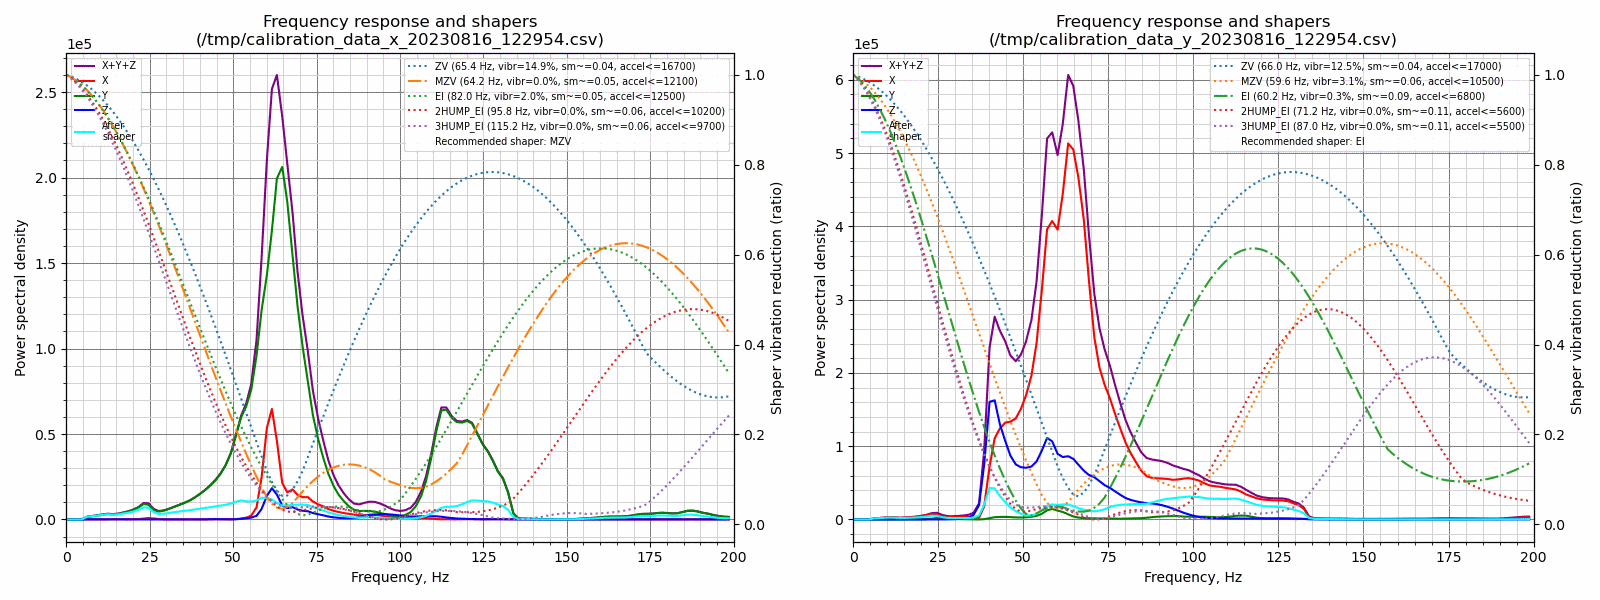 Frequency response and shapers
(/tmp/calibration_data_x_20230816_122954.csv)
1e5
X+Y+Z
X
Y
Z
After
shaper
ZV (65.4 Hz, vibr=14.9%, sm~=0.04, accel<=16700)
MZV (64.2 Hz, vibr=0.0%, sm~=0.05, accel<=12100)
EI (82.0 Hz, vibr=2.0%, sm~=0.05, accel<=12500)
2HUMP_EI (95.8 Hz, vibr=0.0%, sm~=0.06, accel<=10200)
3HUMP_EI (115.2 Hz, vibr=0.0%, sm~=0.06, accel<=9700)
Recommended shaper: MZV
Power spectral density
2.5
2.0
1.5
1.0
0.5
0.0
1.0
0.8
0.6
0.4
0.2
0.0
Shaper vibration reduction (ratio)
0 25 50 75 100 125 150 175 200
Frequency, Hz
Frequency response and shapers
(/tmp/calibration_data_y_20230816_122954.csv)
1e5
X+Y+Z
X
Y
Z
After
shaper
ZV (66.0 Hz, vibr=12.5%, sm~=0.04, accel<=17000)
MZV (59.6 Hz, vibr=3.1%, sm~=0.06, accel<=10500)
EI (60.2 Hz, vibr=0.3%, sm~=0.09, accel<=6800)
2HUMP_EI (71.2 Hz, vibr=0.0%, sm~=0.11, accel<=5600)
3HUMP_EI (87.0 Hz, vibr=0.0%, sm~=0.11, accel<=5500)
Recommended shaper: EI
Power spectral density
6
5
4
3
2
1
0
1.0
0.8
0.6
0.4
0.2
0.0
Shaper vibration reduction (ratio)
0 25 50 75 100 125 150 175 200
Frequency, Hz